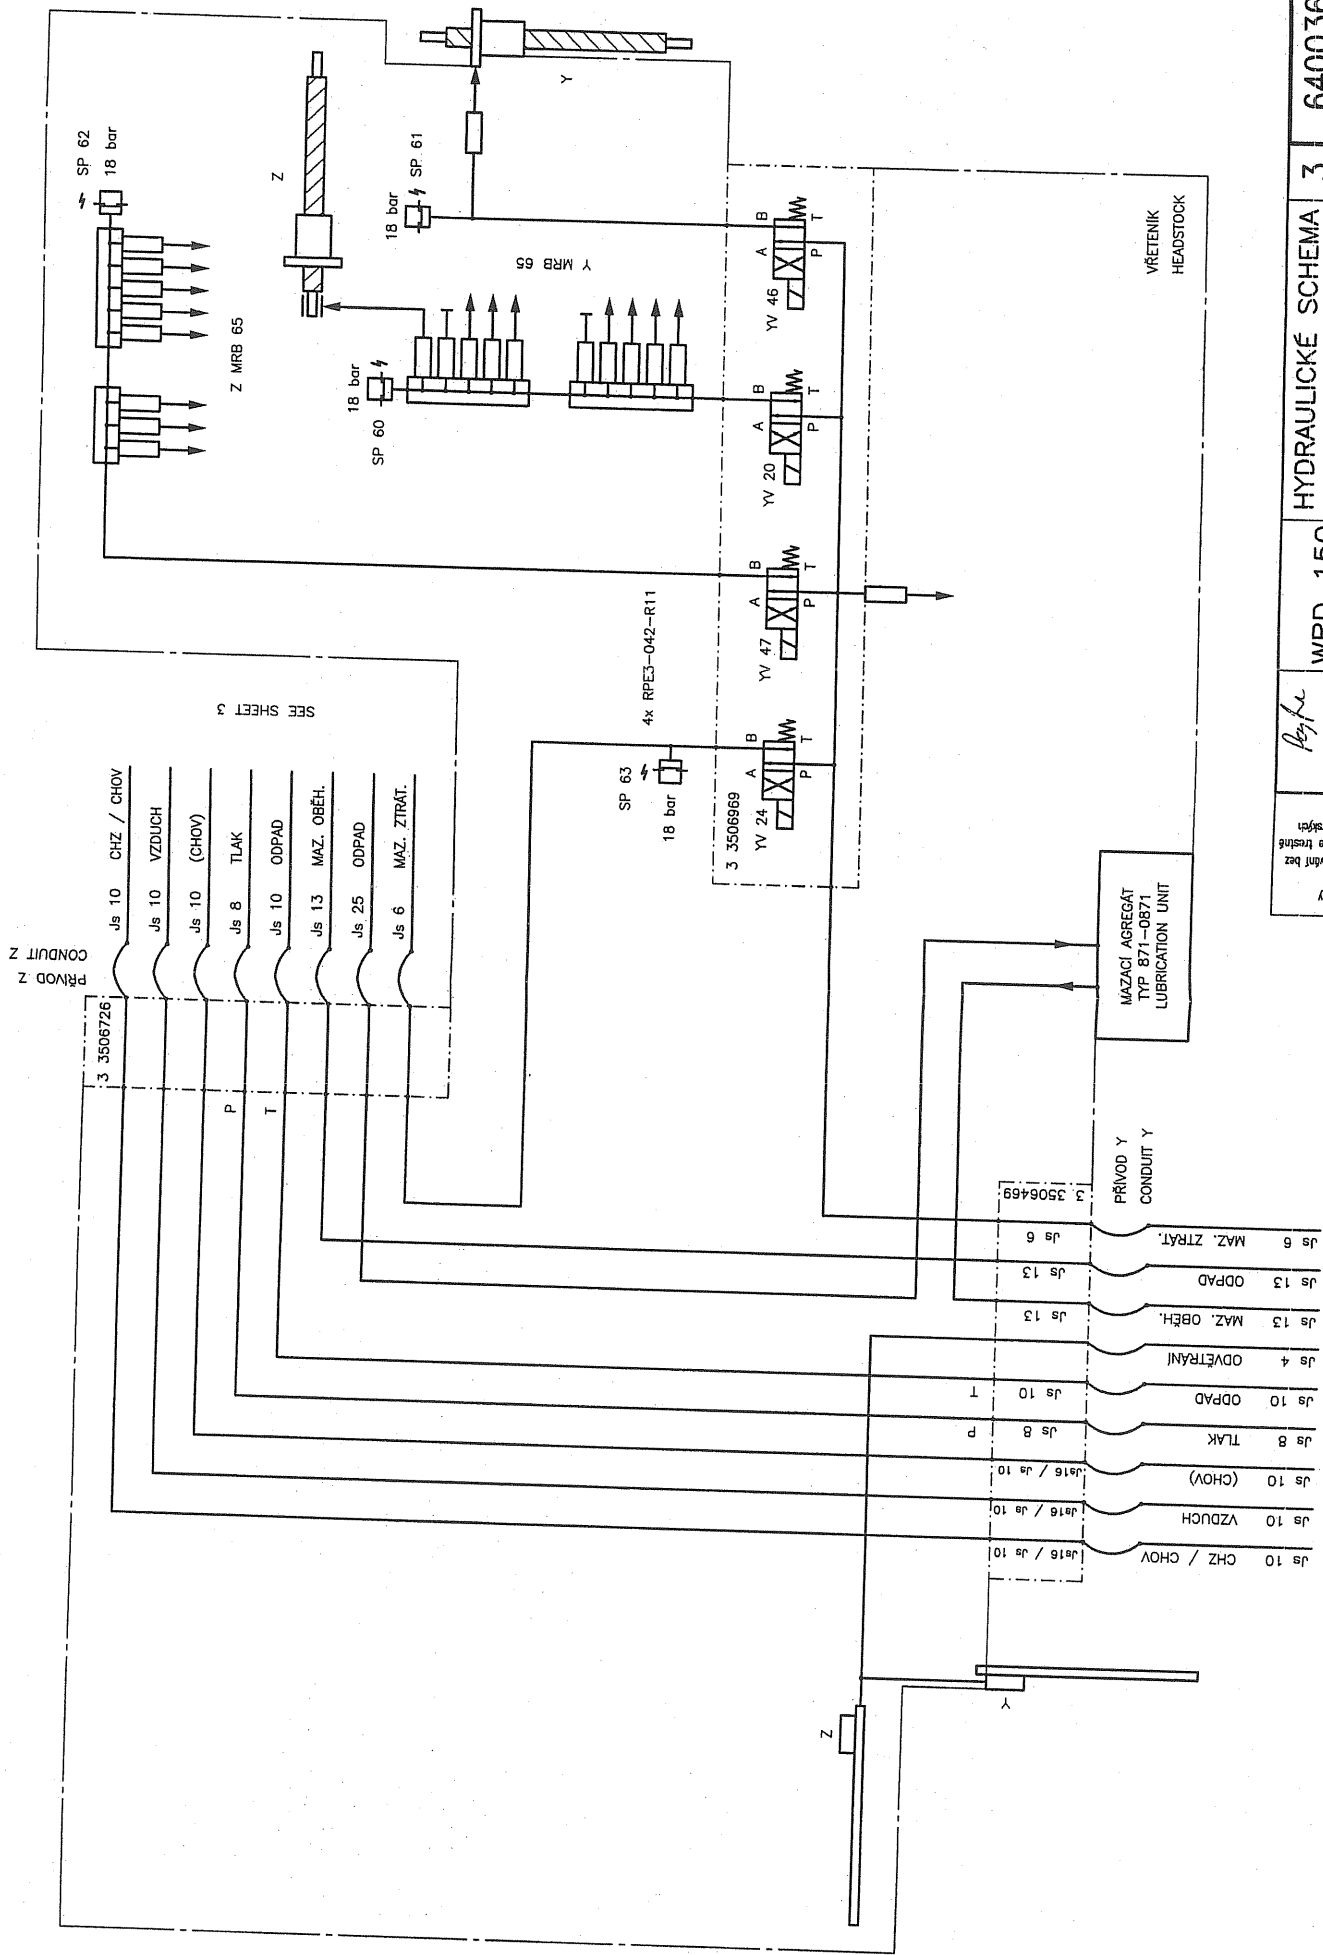 SP 62
18 bar
Z
Y
Z MRB 65
18 bar
SP 61
Y MRB 65
18 bar
SP 60
SEE SHEET 3
PŘÍVOD Z
CONDUIT Z
3 3506726
Js 10 CHZ / CHOV
Js 10 VZDUCH
Js 10 (CHOV)
Js 8 TLAK
Js 10 ODPAD
Js 13 MAZ. OBĚH.
Js 25 ODPAD
Js 6 MAZ. ZTRÁT.
P
T
4x RPE3-042-R11
SP 63
18 bar
3 3506969
YV 24
A B
P T
YV 47
A B
P T
YV 20
A B
P T
YV 46
A B
P T
VŘETENÍK
HEADSTOCK
MAZACÍ AGREGÁT
TYP 871-0871
LUBRICATION UNIT
3 3506469
PŘÍVOD Y
CONDUIT Y
Js 6
Js 13
Js 13
T Js 10
P Js 8
Js16 / Js 10
Js16 / Js 10
Js16 / Js 10
Js 6 MAZ. ZTRÁT.
Js 13 ODPAD
Js 13 MAZ. OBĚH.
Js 4 ODVĚTRÁNÍ
Js 10 ODPAD
Js 8 TLAK
Js 10 (CHOV)
Js 10 VZDUCH
Js 10 CHZ / CHOV
Z
Y
HYDRAULICKÉ SCHEMA
3